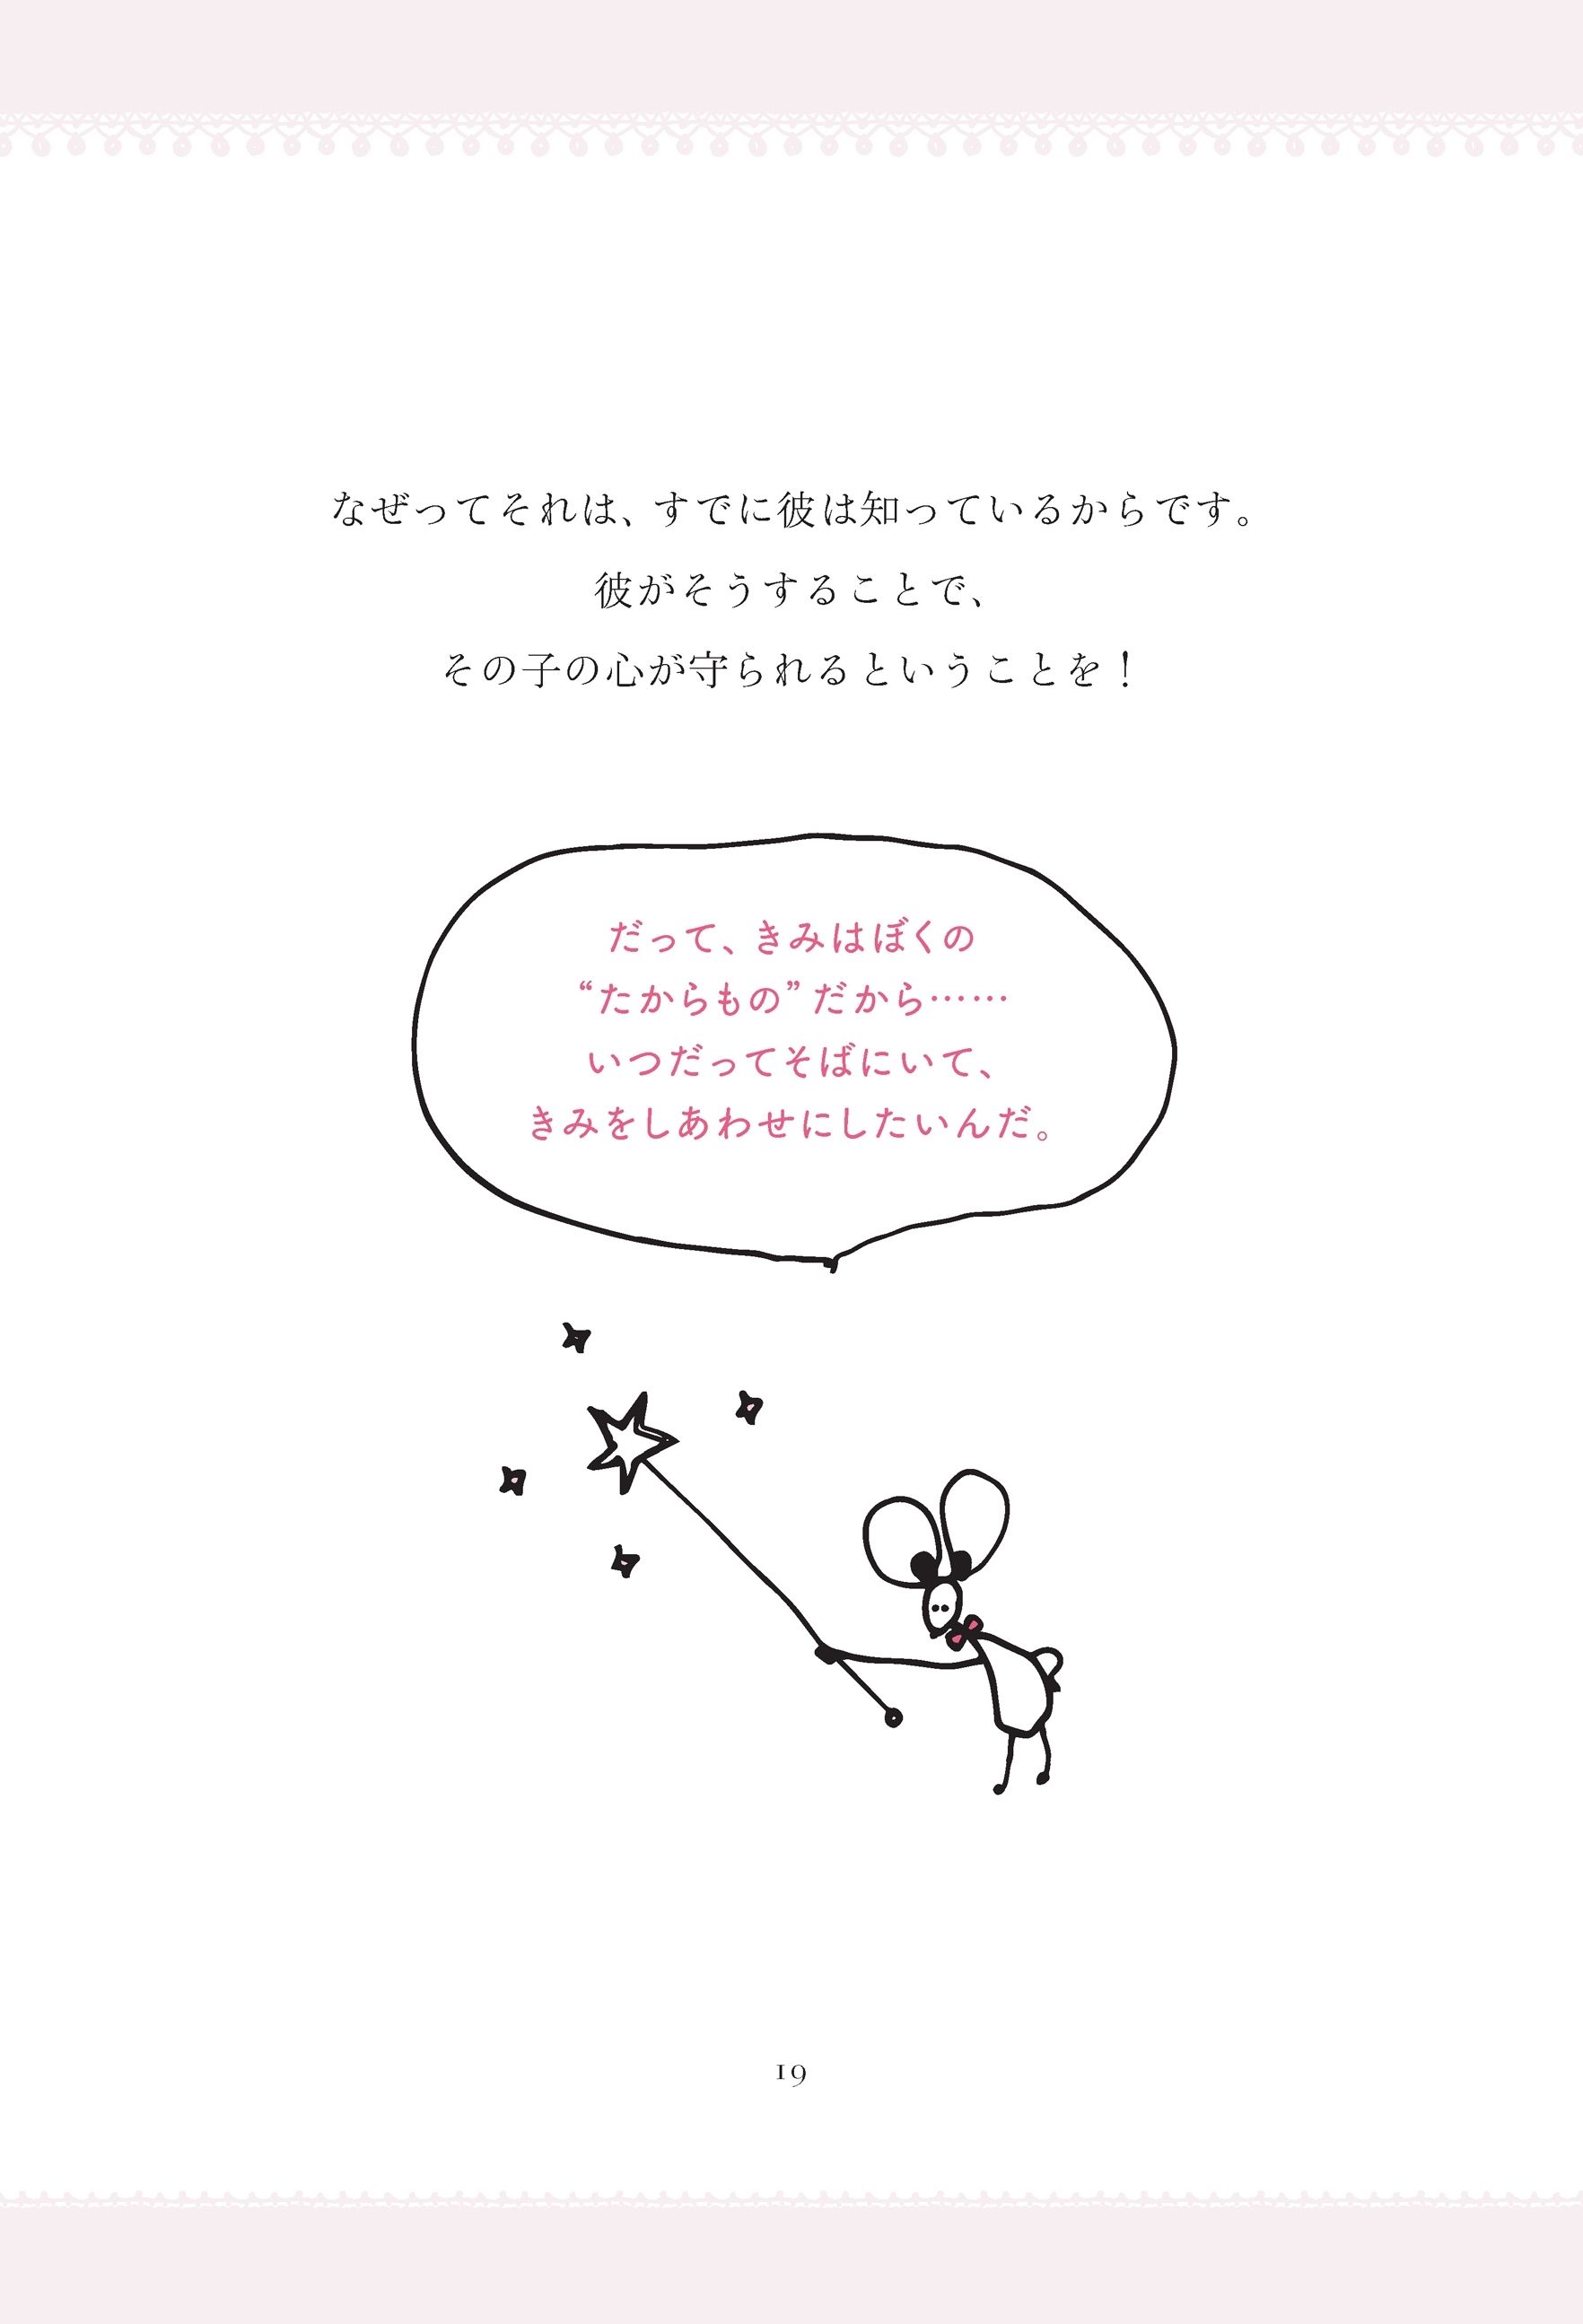 なぜってそれは、すでに彼は知っているからです。
彼がそうすることで、
その子の心が守られるということを！
だって、きみはぼくの
“たからもの”だから……
いつだってそばにいて、
きみをしあわせにしたいんだ。
19